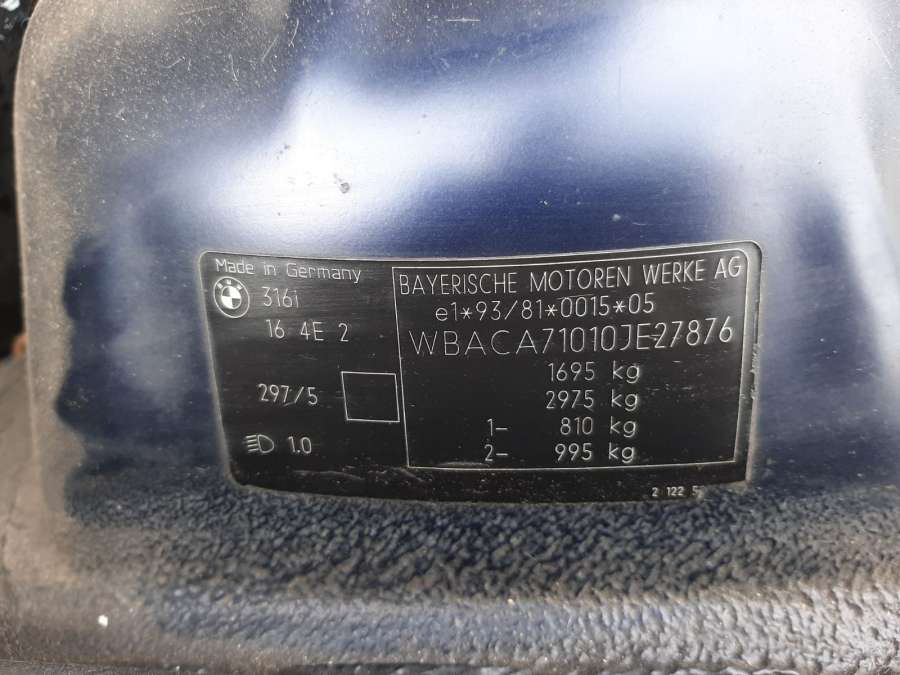 Made in Germany
316i
16 4E 2
297/5
1.0
BAYERISCHE MOTOREN WERKE AG
e1*93/81*0015*05
WBACA71010JE27876
1695 kg
2975 kg
1- 810 kg
2- 995 kg
2 122 5